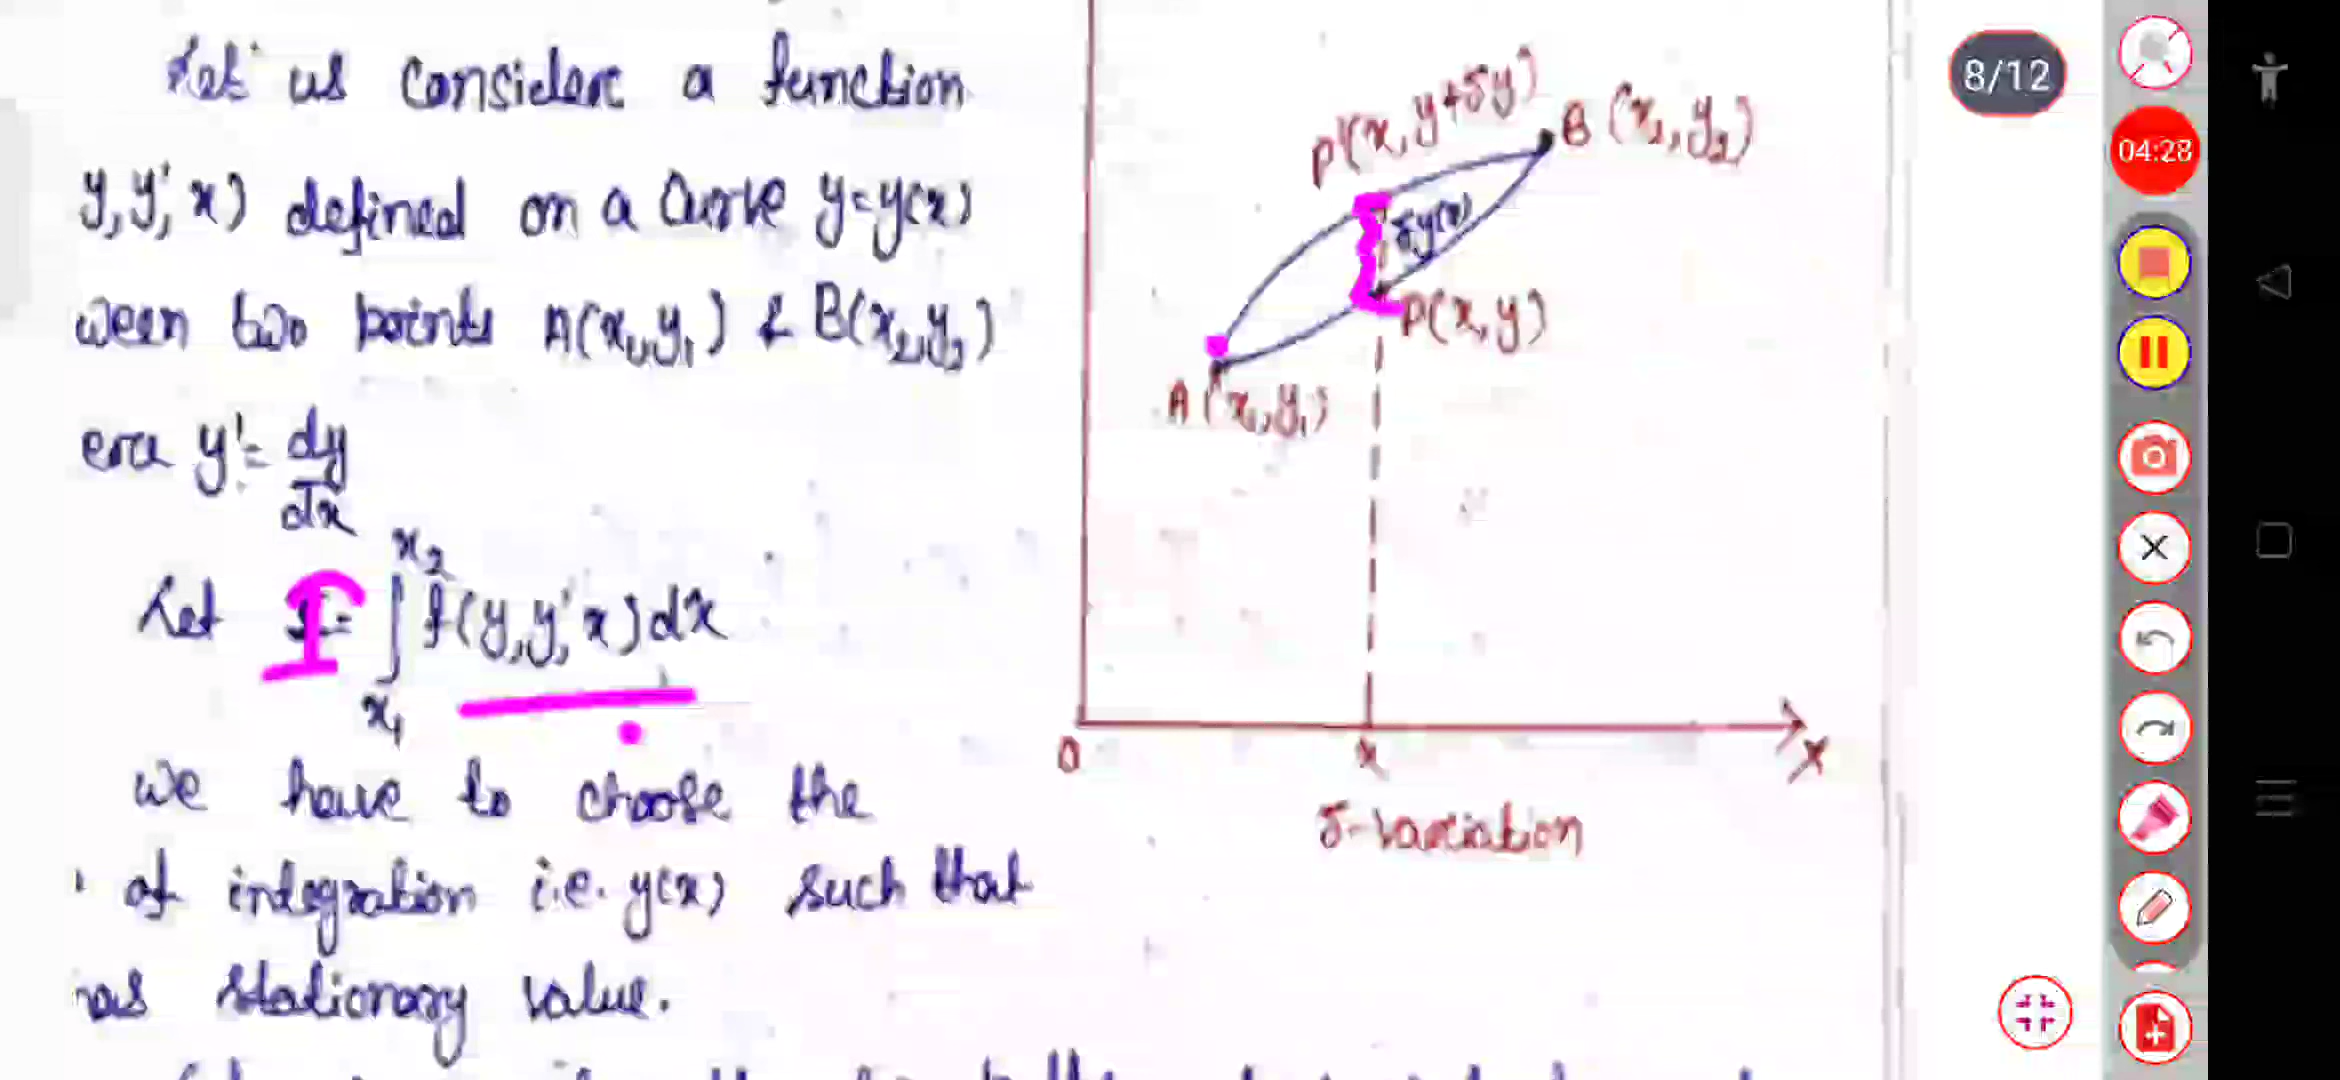 Let us consider a function
y, y', x) defined on a curve y=y(x)
ween two points A(x₁,y₁) & B(x₂,y₂)
ere y'= dy/dx
Let I = ∫ₓ₁ˣ² f(y,y',x)dx
we have to choose the
of integration i.e. y(x) such that
as stationary value.
P'(x, y+δy)
B (x₂, y₂)
δy(x)
P(x, y)
A (x₁, y₁)
O
x
X
δ-variation
8/12
04:28